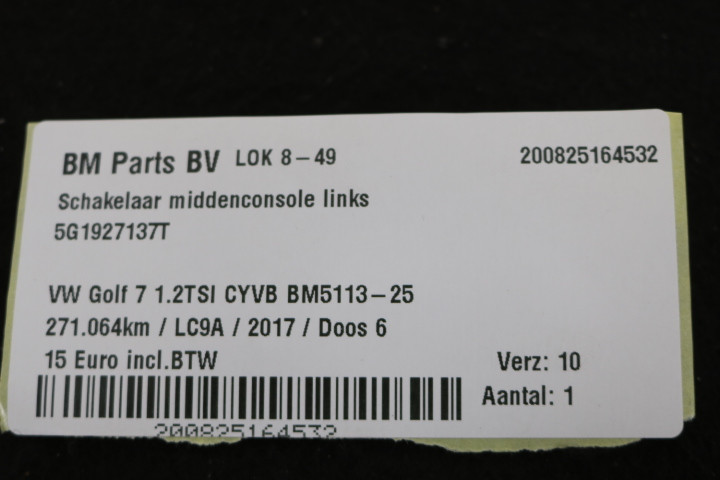 BM Parts BV LOK 8-49 200825164532
Schakelaar middenconsole links
5G1927137T
VW Golf 7 1.2TSI CYVB BM5113-25
271.064km / LC9A / 2017 / Doos 6
15 Euro incl.BTW Verz: 10
Aantal: 1
200825164532